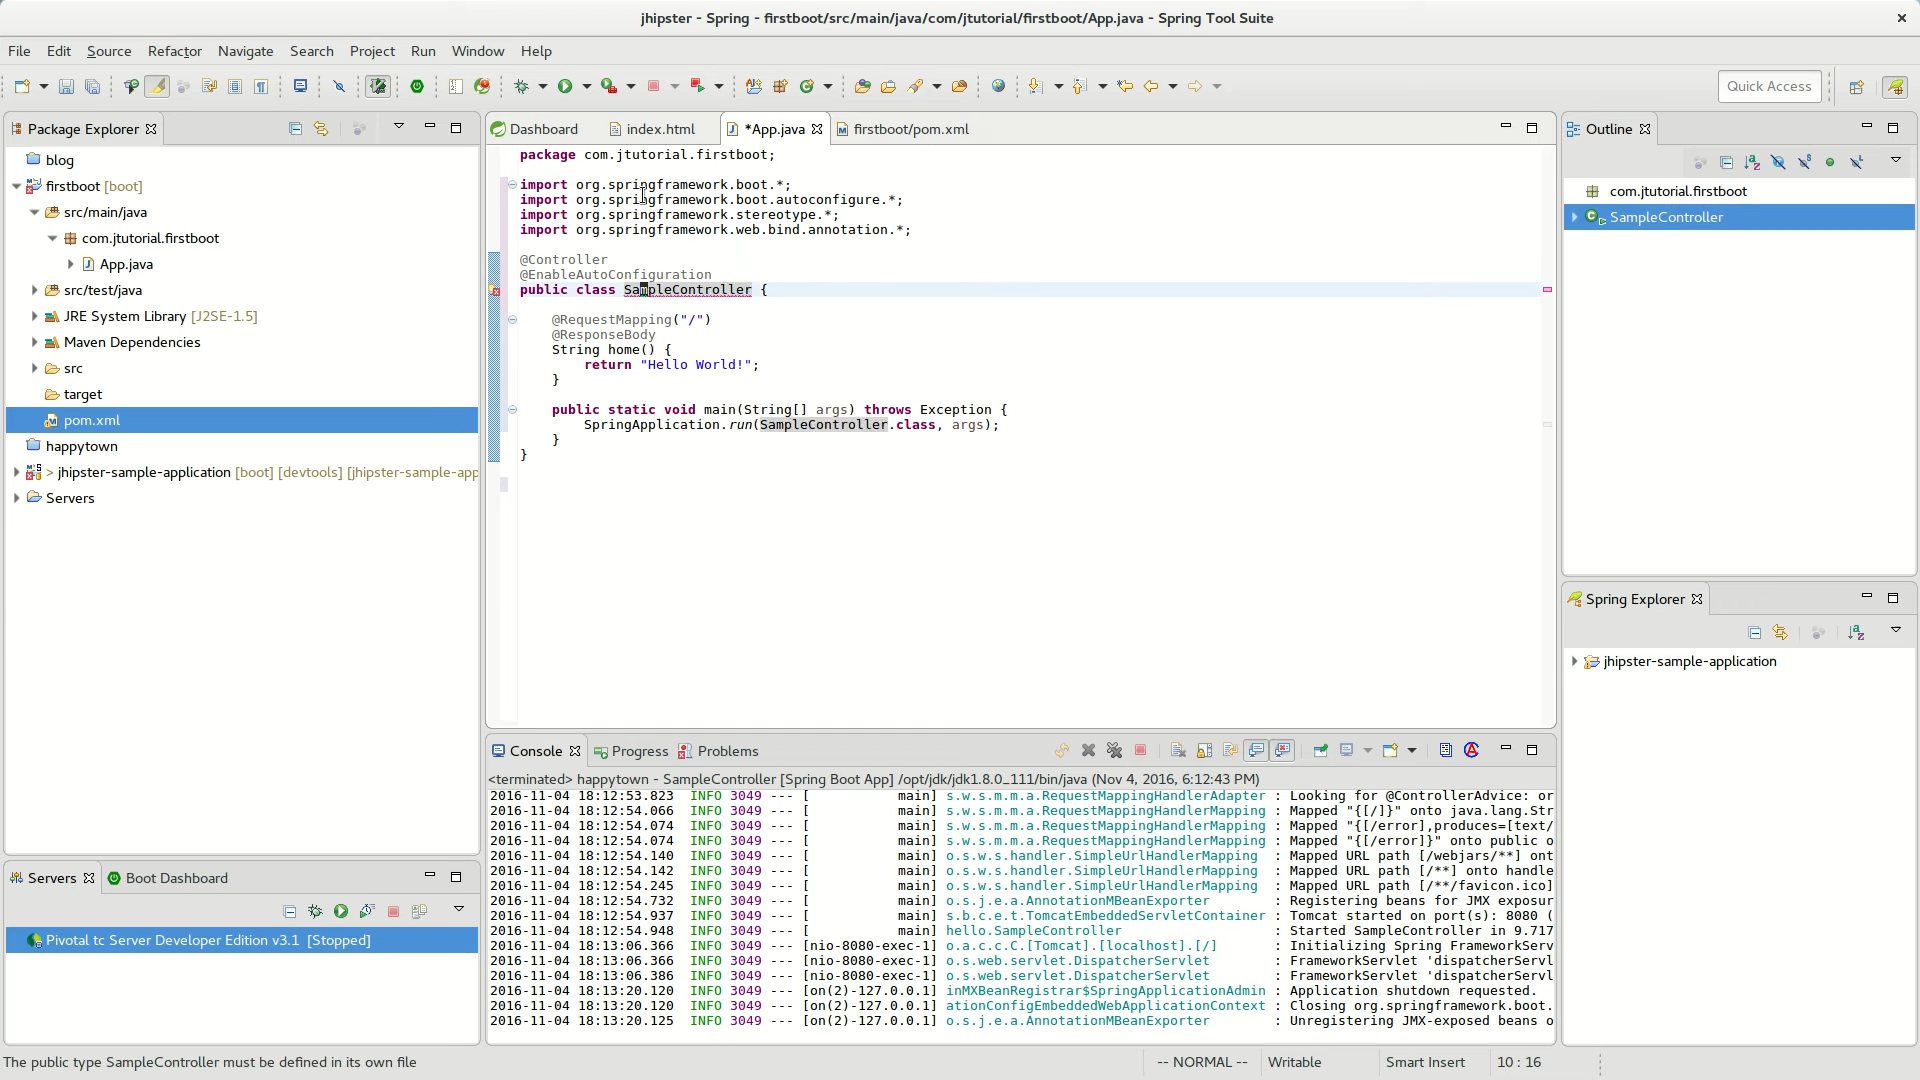 jhipster - Spring - firstboot/src/main/java/com/jtutorial/firstboot/App.java - Spring Tool Suite
File Edit Source Refactor Navigate Search Project Run Window Help
Quick Access
Package Explorer
blog
firstboot [boot]
src/main/java
com.jtutorial.firstboot
App.java
src/test/java
JRE System Library [J2SE-1.5]
Maven Dependencies
src
target
pom.xml
happytown
> jhipster-sample-application [boot] [devtools] [jhipster-sample-app
Servers
Dashboard index.html *App.java firstboot/pom.xml
package com.jtutorial.firstboot;
import org.springframework.boot.*;
import org.springframework.boot.autoconfigure.*;
import org.springframework.stereotype.*;
import org.springframework.web.bind.annotation.*;
@Controller
@EnableAutoConfiguration
public class SampleController {
@RequestMapping("/")
@ResponseBody
String home() {
return "Hello World!";
}
public static void main(String[] args) throws Exception {
SpringApplication.run(SampleController.class, args);
}
}
Outline
com.jtutorial.firstboot
SampleController
Spring Explorer
jhipster-sample-application
Servers Boot Dashboard
Pivotal tc Server Developer Edition v3.1 [Stopped]
Console Progress Problems
<terminated> happytown - SampleController [Spring Boot App] /opt/jdk/jdk1.8.0_111/bin/java (Nov 4, 2016, 6:12:43 PM)
2016-11-04 18:12:53.823 INFO 3049 --- [ main] s.w.s.m.m.a.RequestMappingHandlerAdapter : Looking for @ControllerAdvice: or
2016-11-04 18:12:54.066 INFO 3049 --- [ main] s.w.s.m.m.a.RequestMappingHandlerMapping : Mapped "{[/]}" onto java.lang.Str
2016-11-04 18:12:54.074 INFO 3049 --- [ main] s.w.s.m.m.a.RequestMappingHandlerMapping : Mapped "{[/error],produces=[text/
2016-11-04 18:12:54.074 INFO 3049 --- [ main] s.w.s.m.m.a.RequestMappingHandlerMapping : Mapped "{[/error]}" onto public o
2016-11-04 18:12:54.140 INFO 3049 --- [ main] o.s.w.s.handler.SimpleUrlHandlerMapping : Mapped URL path [/webjars/**] ont
2016-11-04 18:12:54.142 INFO 3049 --- [ main] o.s.w.s.handler.SimpleUrlHandlerMapping : Mapped URL path [/**] onto handle
2016-11-04 18:12:54.245 INFO 3049 --- [ main] o.s.w.s.handler.SimpleUrlHandlerMapping : Mapped URL path [/**/favicon.ico]
2016-11-04 18:12:54.732 INFO 3049 --- [ main] o.s.j.e.a.AnnotationMBeanExporter : Registering beans for JMX exposur
2016-11-04 18:12:54.937 INFO 3049 --- [ main] s.b.c.e.t.TomcatEmbeddedServletContainer : Tomcat started on port(s): 8080 (
2016-11-04 18:12:54.948 INFO 3049 --- [ main] hello.SampleController : Started SampleController in 9.717
2016-11-04 18:13:06.366 INFO 3049 --- [nio-8080-exec-1] o.a.c.c.C.[Tomcat].[localhost].[/] : Initializing Spring FrameworkServ
2016-11-04 18:13:06.366 INFO 3049 --- [nio-8080-exec-1] o.s.web.servlet.DispatcherServlet : FrameworkServlet 'dispatcherServl
2016-11-04 18:13:06.386 INFO 3049 --- [nio-8080-exec-1] o.s.web.servlet.DispatcherServlet : FrameworkServlet 'dispatcherServl
2016-11-04 18:13:20.120 INFO 3049 --- [on(2)-127.0.0.1] inMXBeanRegistrar$SpringApplicationAdmin : Application shutdown requested.
2016-11-04 18:13:20.120 INFO 3049 --- [on(2)-127.0.0.1] ationConfigEmbeddedWebApplicationContext : Closing org.springframework.boot.
2016-11-04 18:13:20.125 INFO 3049 --- [on(2)-127.0.0.1] o.s.j.e.a.AnnotationMBeanExporter : Unregistering JMX-exposed beans o
The public type SampleController must be defined in its own file
-- NORMAL -- Writable Smart Insert 10 : 16